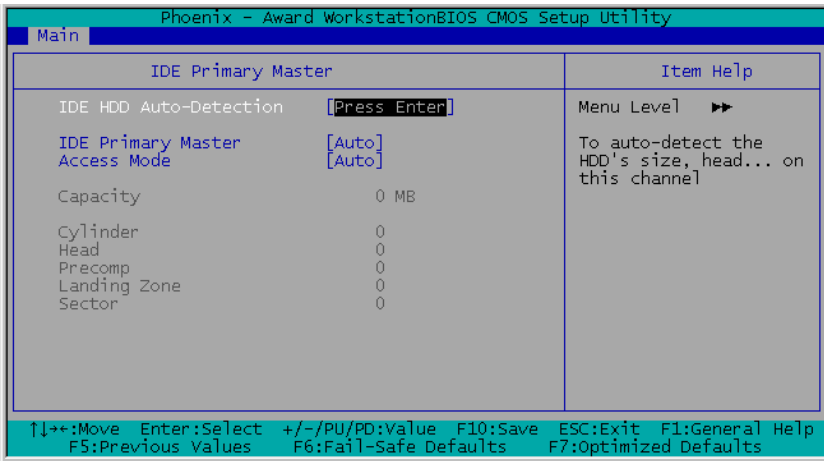 Phoenix - Award WorkstationBIOS CMOS Setup Utility
Main
IDE Primary Master
Item Help
IDE HDD Auto-Detection [Press Enter]
Menu Level ▶▶
IDE Primary Master [Auto]
To auto-detect the
Access Mode [Auto]
HDD's size, head... on
this channel
Capacity 0 MB
Cylinder 0
Head 0
Precomp 0
Landing Zone 0
Sector 0
↑↓→←:Move Enter:Select +/-/PU/PD:Value F10:Save ESC:Exit F1:General Help
F5:Previous Values F6:Fail-Safe Defaults F7:Optimized Defaults